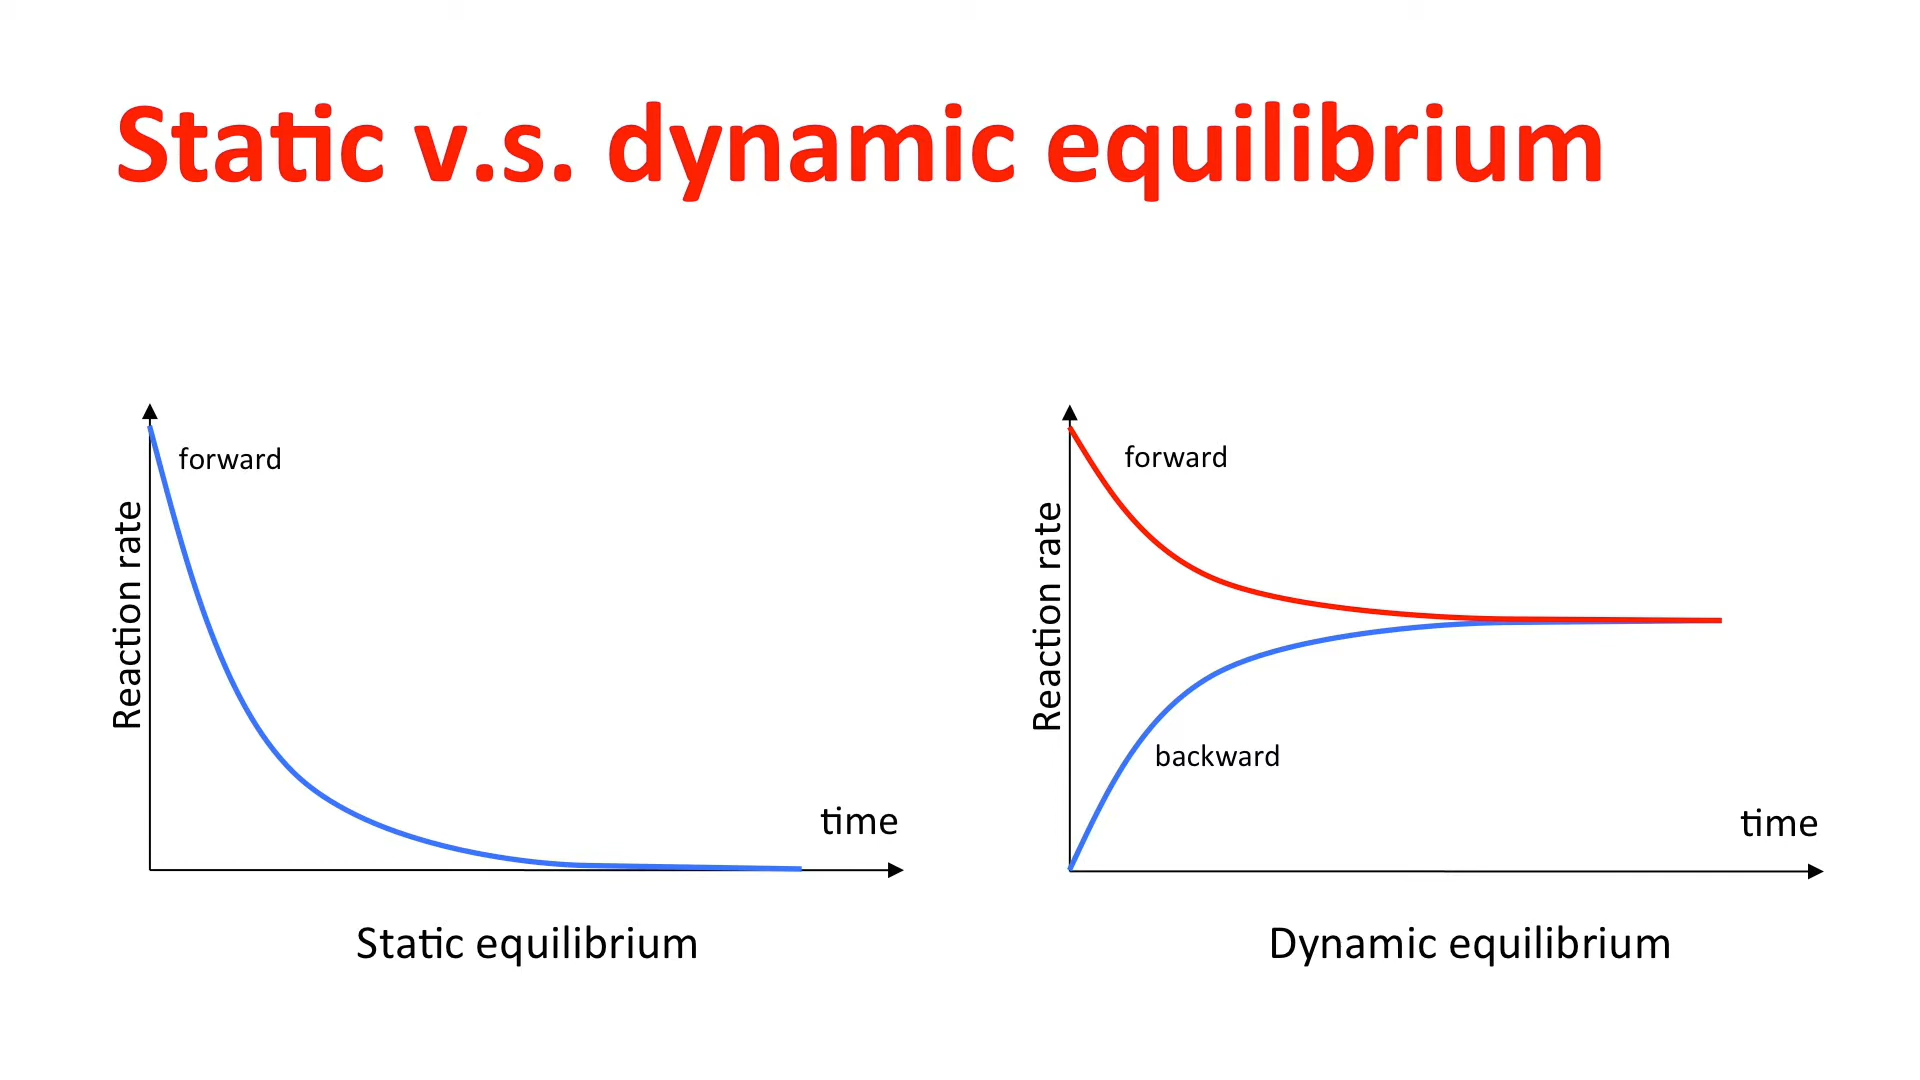 Static v.s. dynamic equilibrium
forward
Reaction rate
time
Static equilibrium
forward
Reaction rate
backward
time
Dynamic equilibrium